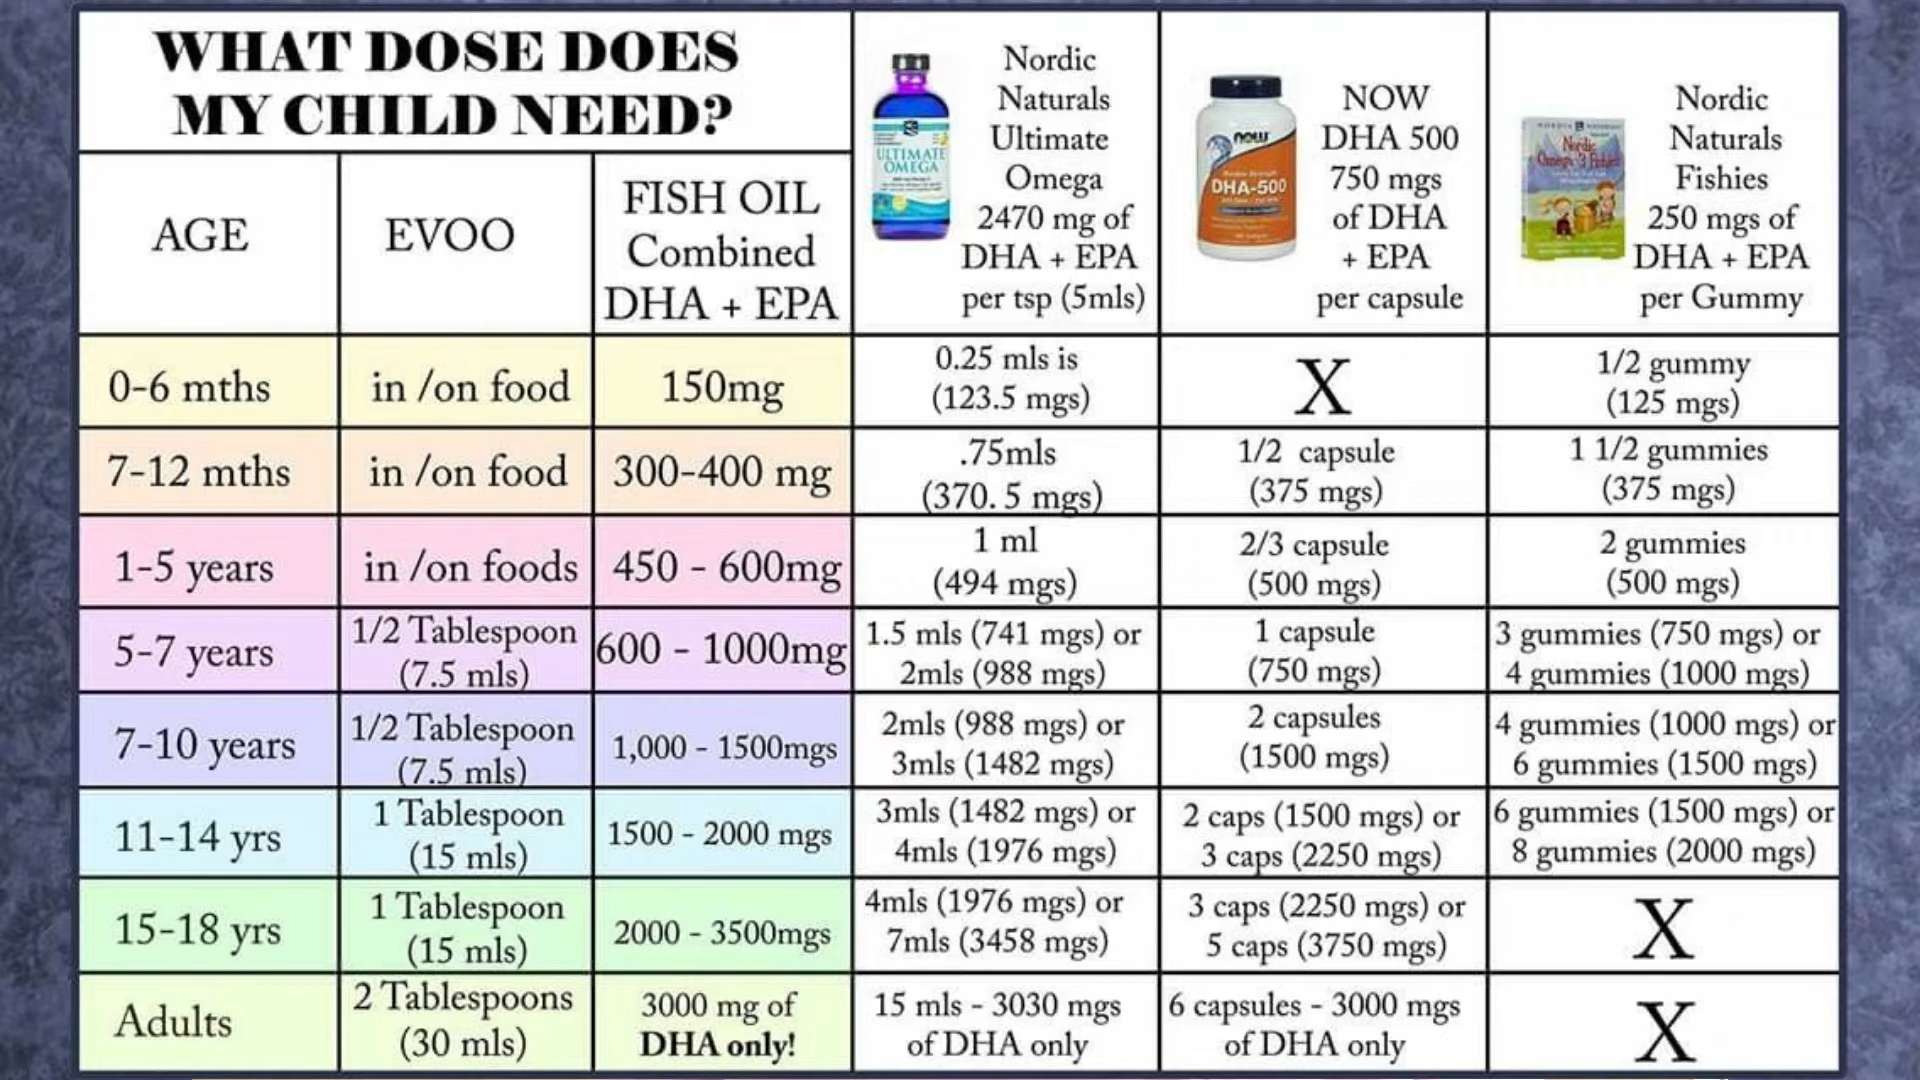 WHAT DOSE DOES
MY CHILD NEED?
AGE
EVOO
FISH OIL
Combined
DHA + EPA
ULTIMATE
OMEGA
Nordic
Naturals
Ultimate
Omega
2470 mg of
DHA + EPA
per tsp (5mls)
now
DHA-500
NOW
DHA 500
750 mgs
of DHA
+ EPA
per capsule
Nordic
Nordic
Naturals
Fishies
250 mgs of
DHA + EPA
per Gummy
0-6 mths
in /on food
150mg
0.25 mls is
(123.5 mgs)
X
1/2 gummy
(125 mgs)
7-12 mths
in /on food
300-400 mg
.75mls
(370. 5 mgs)
1/2 capsule
(375 mgs)
1 1/2 gummies
(375 mgs)
1-5 years
in /on foods
450 - 600mg
1 ml
(494 mgs)
2/3 capsule
(500 mgs)
2 gummies
(500 mgs)
5-7 years
1/2 Tablespoon
(7.5 mls)
600 - 1000mg
1.5 mls (741 mgs) or
2mls (988 mgs)
1 capsule
(750 mgs)
3 gummies (750 mgs) or
4 gummies (1000 mgs)
7-10 years
1/2 Tablespoon
(7.5 mls)
1,000 - 1500mgs
2mls (988 mgs) or
3mls (1482 mgs)
2 capsules
(1500 mgs)
4 gummies (1000 mgs) or
6 gummies (1500 mgs)
11-14 yrs
1 Tablespoon
(15 mls)
1500 - 2000 mgs
3mls (1482 mgs) or
4mls (1976 mgs)
2 caps (1500 mgs) or
3 caps (2250 mgs)
6 gummies (1500 mgs) or
8 gummies (2000 mgs)
15-18 yrs
1 Tablespoon
(15 mls)
2000 - 3500mgs
4mls (1976 mgs) or
7mls (3458 mgs)
3 caps (2250 mgs) or
5 caps (3750 mgs)
X
Adults
2 Tablespoons
(30 mls)
3000 mg of
DHA only!
15 mls - 3030 mgs
of DHA only
6 capsules - 3000 mgs
of DHA only
X